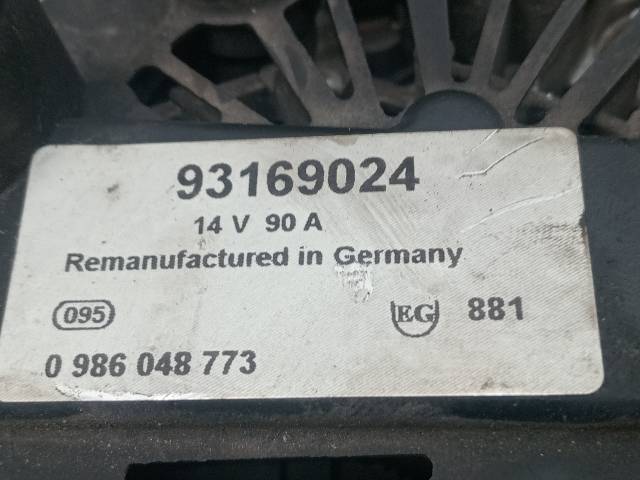 93169024
14 V 90 A
Remanufactured in Germany
095 EG 881
0 986 048 773